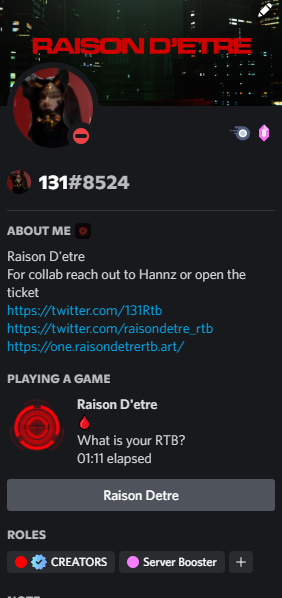 RAISON D'ETRE
131#8524
ABOUT ME
Raison D'etre
For collab reach out to Hannz or open the
ticket
https://twitter.com/131Rtb
https://twitter.com/raisondetre_rtb
https://one.raisondetrertb.art/
PLAYING A GAME
Raison D'etre
What is your RTB?
01:11 elapsed
Raison Detre
ROLES
CREATORS Server Booster +